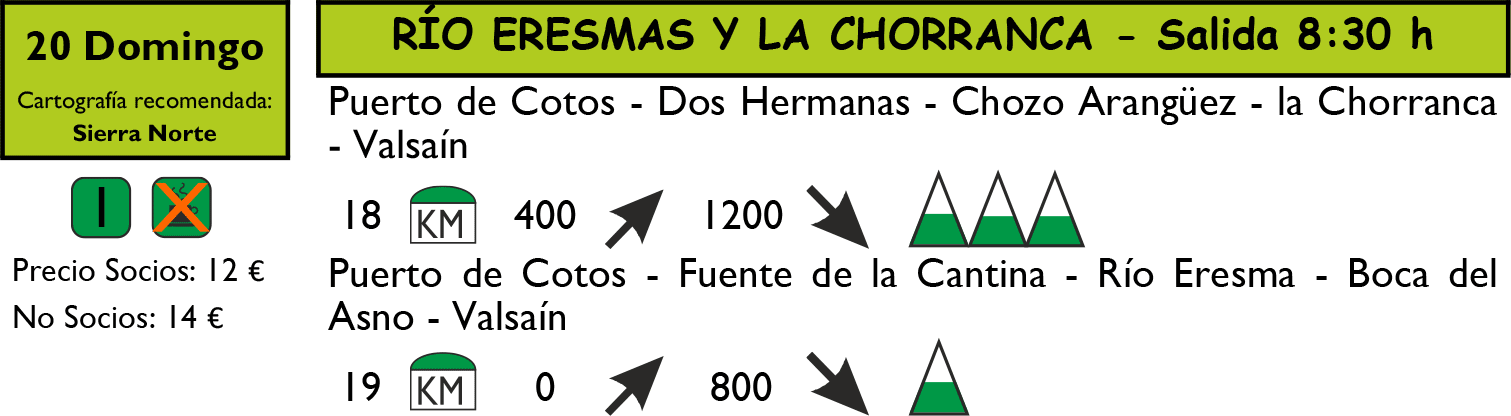 20 Domingo
Cartografía recomendada:
Sierra Norte
I
Precio Socios: 12 €
No Socios: 14 €
RÍO ERESMAS Y LA CHORRANCA - Salida 8:30 h
Puerto de Cotos - Dos Hermanas - Chozo Arangüez - la Chorranca
- Valsaín
18 KM 400 1200
Puerto de Cotos - Fuente de la Cantina - Río Eresma - Boca del
Asno - Valsaín
19 KM 0 800